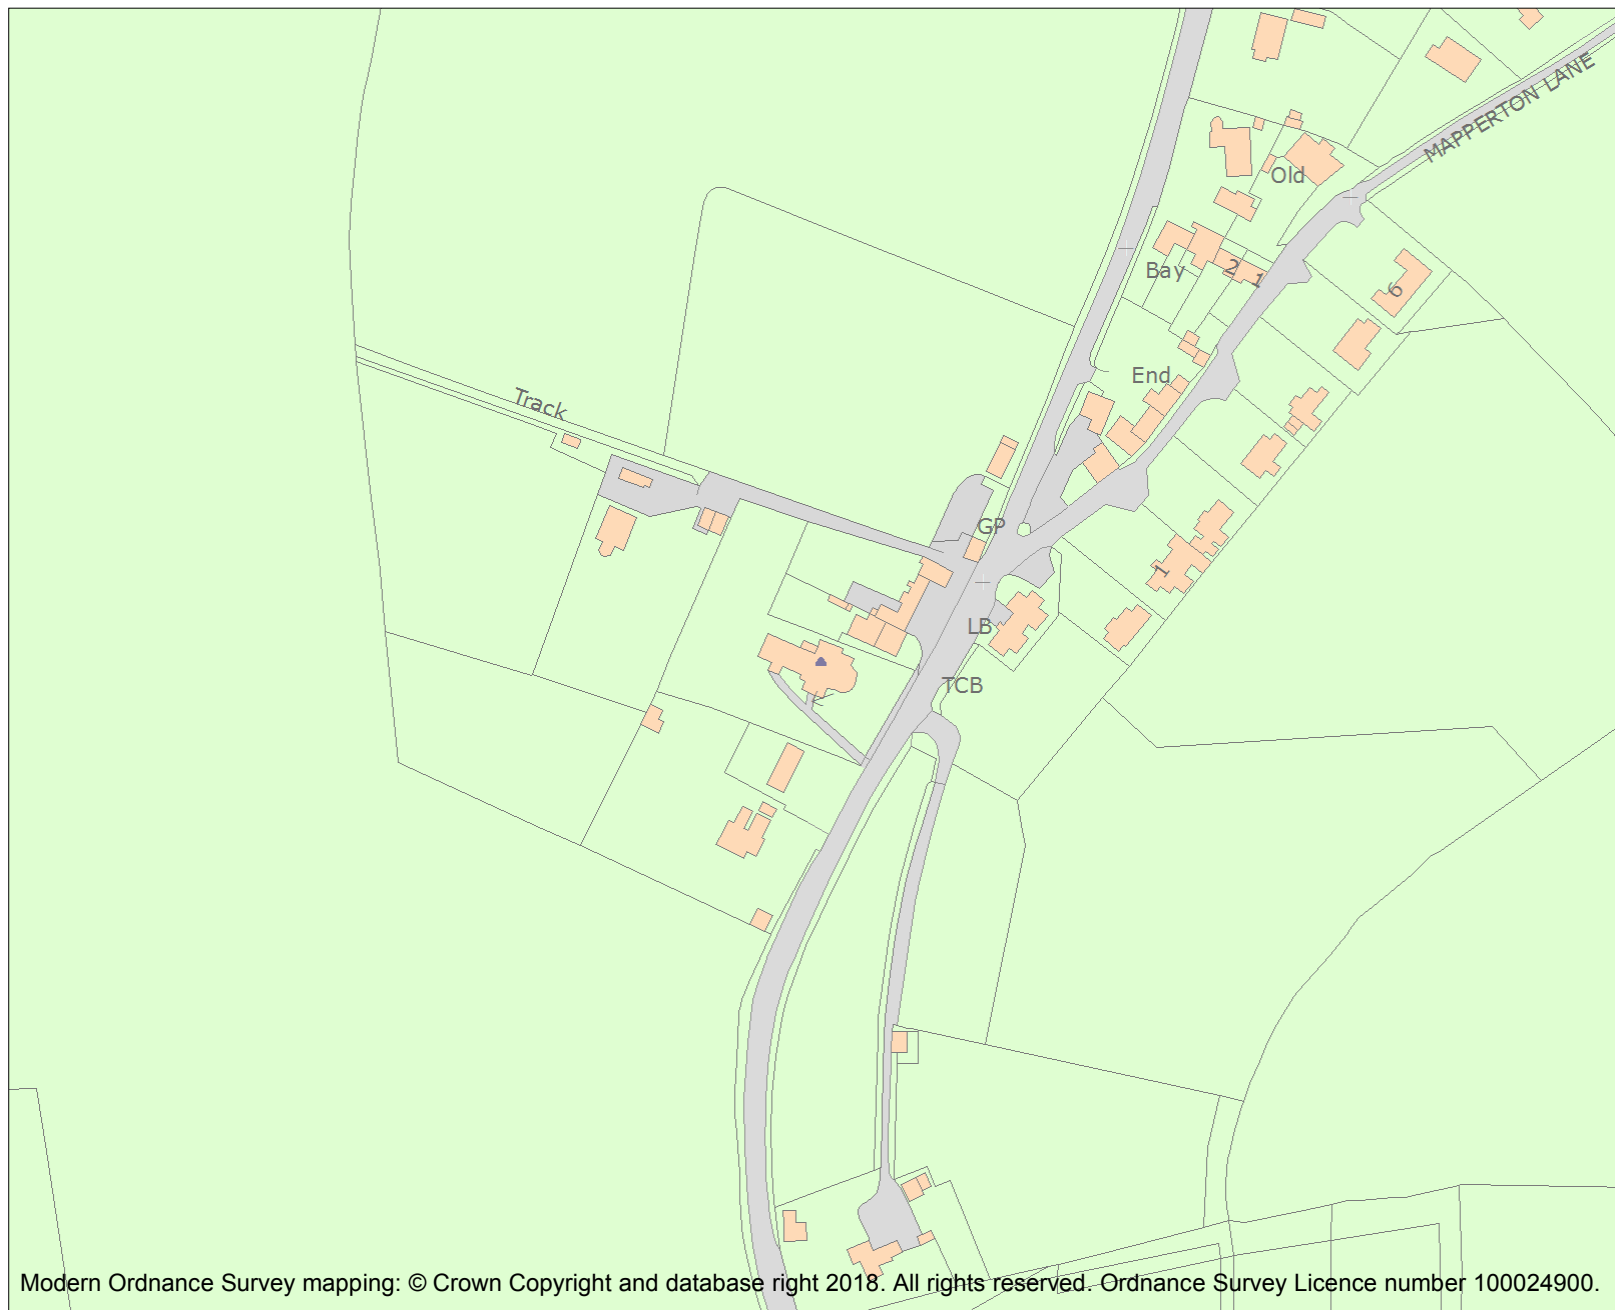 MAPPERTON LANE
Old
2
1
Bay
6
End
Track
GP
1
LB
TCB
Modern Ordnance Survey mapping: © Crown Copyright and database right 2018. All rights reserved. Ordnance Survey Licence number 100024900.